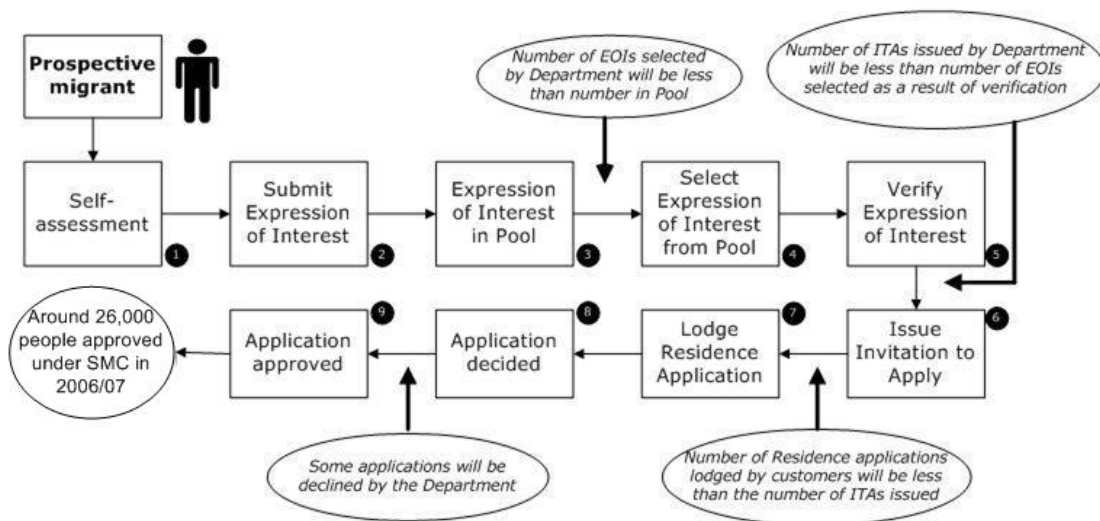 Prospective
migrant
Number of EOIs selected
by Department will be less
than number in Pool
Number of ITAs issued by Department
will be less than number of EOIs
selected as a result of verification
Self-
assessment
1
Submit
Expression
of Interest
2
Expression
of Interest
in Pool
3
Select
Expression
of Interest
from Pool
4
Verify
Expression
of Interest
5
Issue
Invitation to
Apply
6
Lodge
Residence
Application
7
Application
decided
8
Application
approved
9
Around 26,000
people approved
under SMC in
2006/07
Some applications will be
declined by the Department
Number of Residence applications
lodged by customers will be less
than the number of ITAs issued